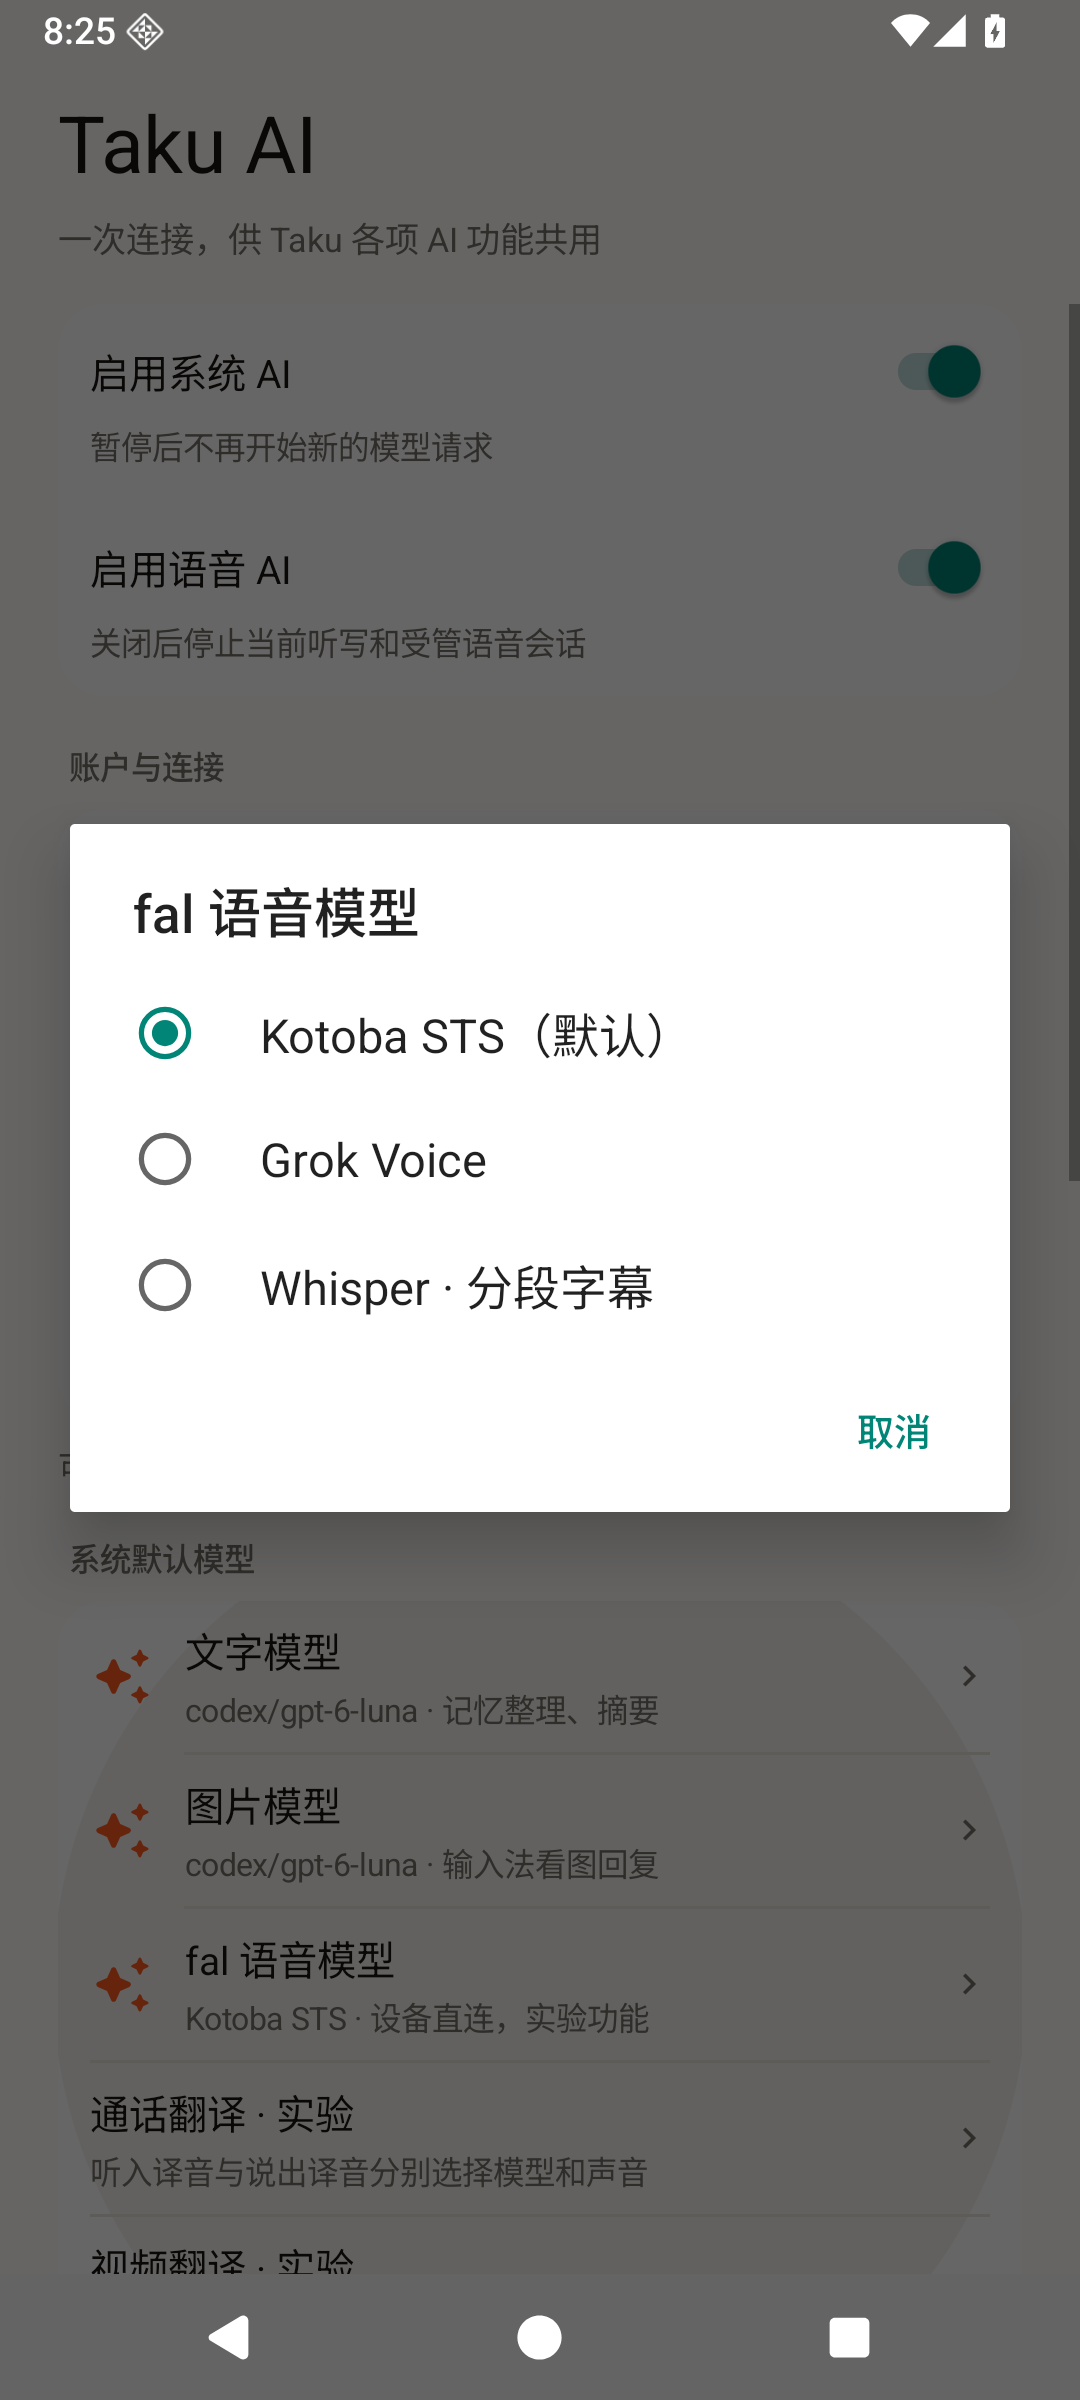 8:25
Taku AI
一次连接，供 Taku 各项 AI 功能共用
启用系统 AI
暂停后不再开始新的模型请求
启用语音 AI
关闭后停止当前听写和受管语音会话
账户与连接
fal 语音模型
Kotoba STS（默认）
Grok Voice
Whisper · 分段字幕
取消
系统默认模型
文字模型
codex/gpt-6-luna · 记忆整理、摘要
图片模型
codex/gpt-6-luna · 输入法看图回复
fal 语音模型
Kotoba STS · 设备直连，实验功能
通话翻译 · 实验
听入译音与说出译音分别选择模型和声音
视频翻译 · 实验